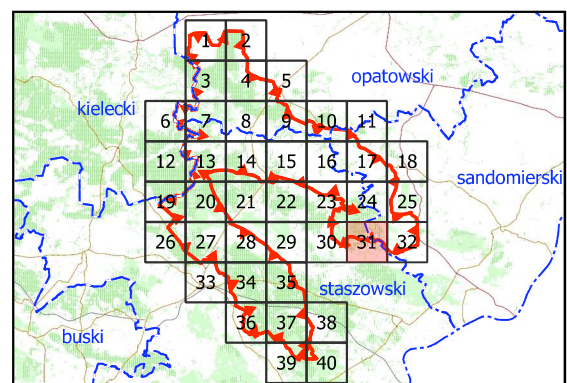 1 2
3 4 5
opatowski
kielecki
6 7 8 9 10 11
12 13 14 15 16 17 18
sandomierski
19 20 21 22 23 24 25
26 27 28 29 30 31 32
33 34 35
staszowski
36 37 38
buski
39 40